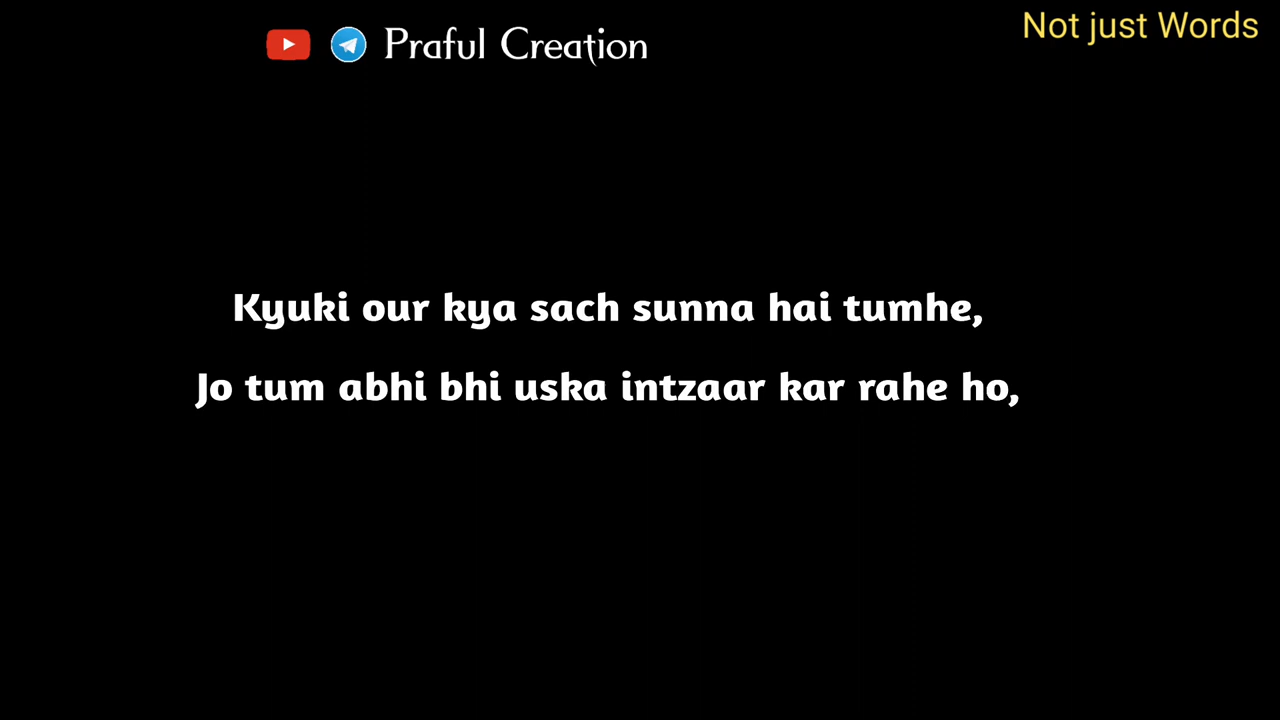 Praful Creation
Not just Words
Kyuki our kya sach sunna hai tumhe,
Jo tum abhi bhi uska intzaar kar rahe ho,